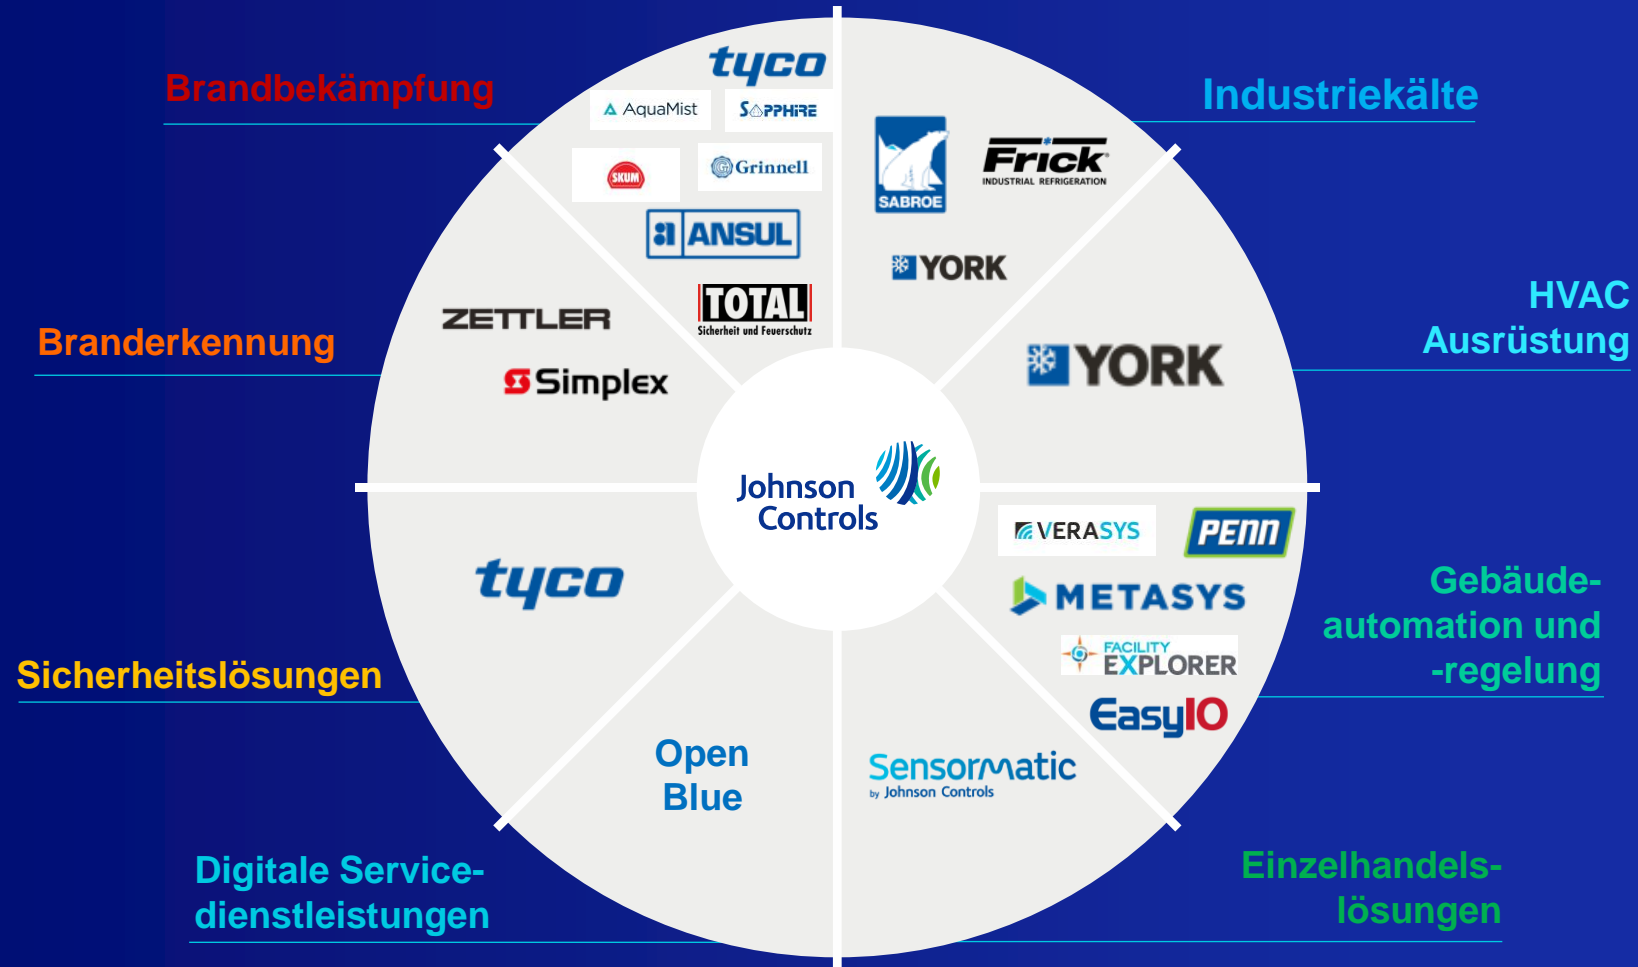 Brandbekämpfung
tyco
AquaMist
SAPPHIRE
SKUM
Grinnell
ANSUL
TOTAL
Sicherheit und Feuerschutz
Industriekälte
SABROE
Frick
INDUSTRIAL REFRIGERATION
YORK
HVAC
Ausrüstung
YORK
Branderkennung
ZETTLER
Simplex
Johnson
Controls
Sicherheitslösungen
tyco
VERASYS
PENN
METASYS
FACILITY
EXPLORER
EasyIO
Gebäude-
automation und
-regelung
Digitale Service-
dienstleistungen
Open
Blue
Sensormatic
by Johnson Controls
Einzelhandels-
lösungen